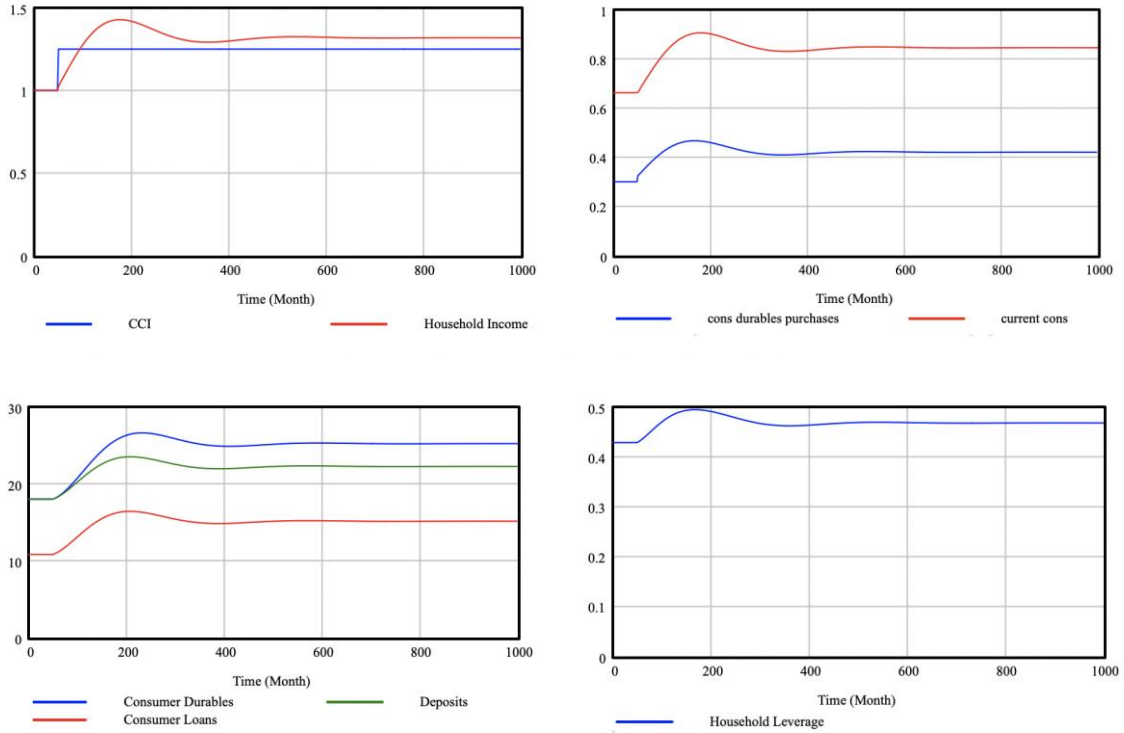 1.5
1
0.5
0
0 200 400 600 800 1000
Time (Month)
CCI Household Income
1
0.8
0.6
0.4
0.2
0
0 200 400 600 800 1000
Time (Month)
cons durables purchases current cons
30
20
10
0
0 200 400 600 800 1000
Time (Month)
Consumer Durables Deposits
Consumer Loans
0.5
0.4
0.3
0.2
0.1
0
0 200 400 600 800 1000
Time (Month)
Household Leverage